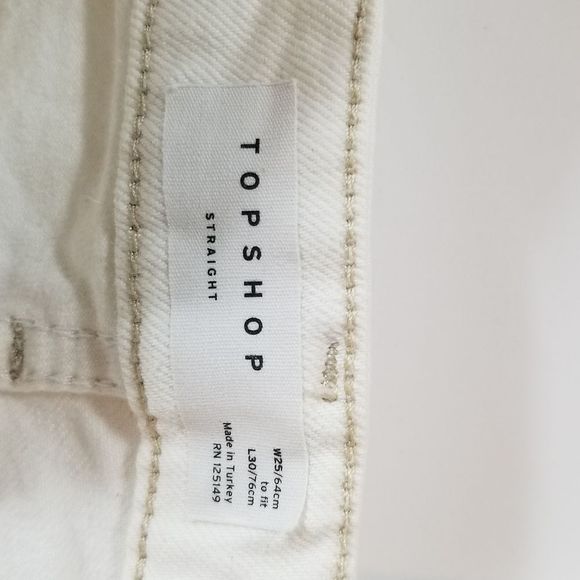 TOPSHOP
STRAIGHT
W25/64cm
to fit
L30/76cm
Made in Turkey
RN 125149